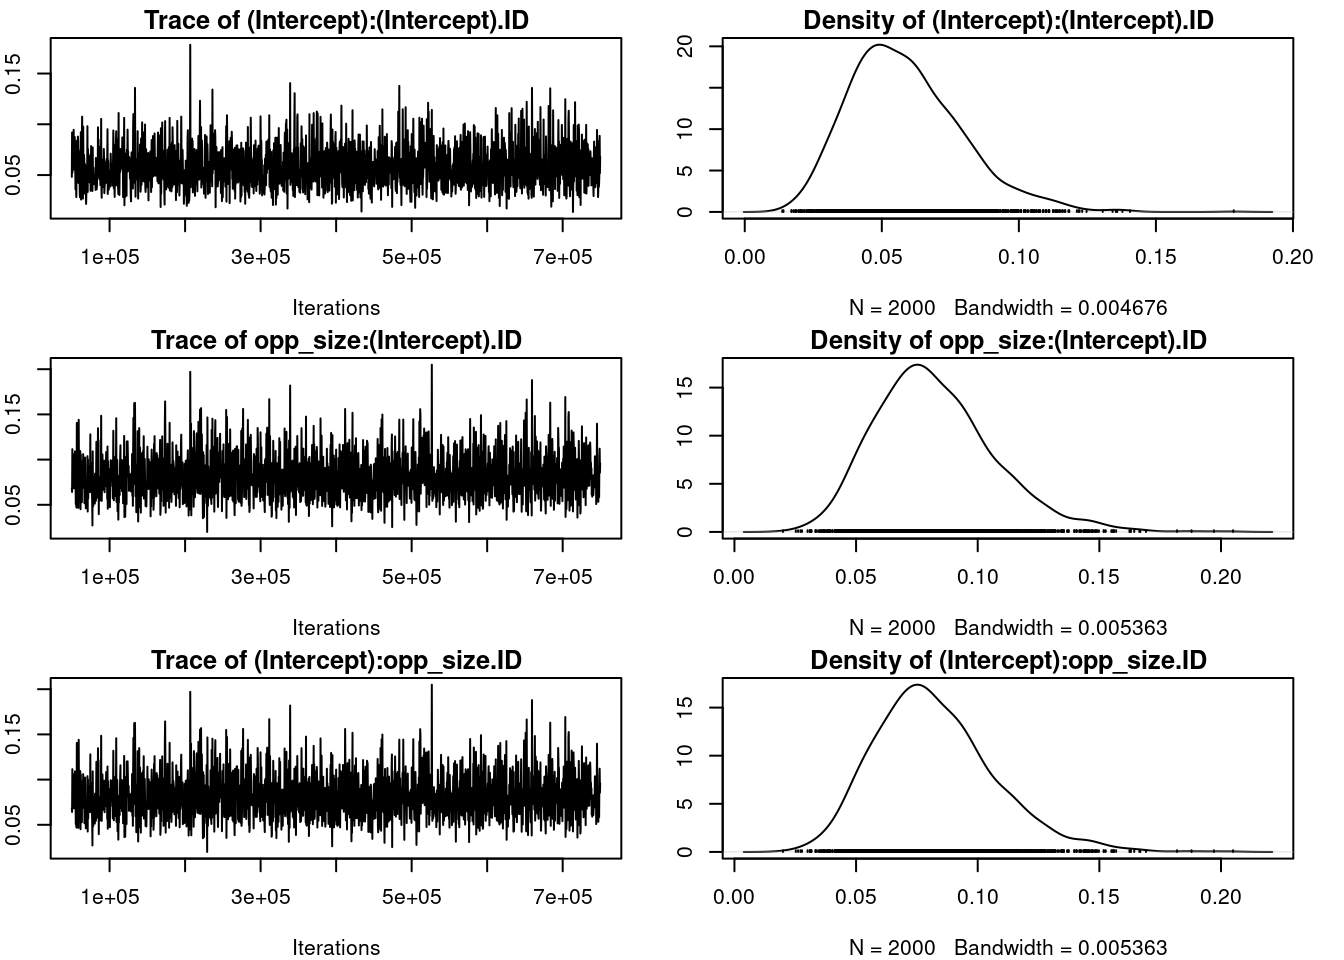 Trace of (Intercept):(Intercept).ID
Density of (Intercept):(Intercept).ID
0.15
0.05
1e+05 3e+05 5e+05 7e+05
Iterations
20
10
5
0
0.00 0.05 0.10 0.15 0.20
N = 2000 Bandwidth = 0.004676
Trace of opp_size:(Intercept).ID
Density of opp_size:(Intercept).ID
0.15
0.05
1e+05 3e+05 5e+05 7e+05
Iterations
15
10
5
0
0.00 0.05 0.10 0.15 0.20
N = 2000 Bandwidth = 0.005363
Trace of (Intercept):opp_size.ID
Density of (Intercept):opp_size.ID
0.15
0.05
1e+05 3e+05 5e+05 7e+05
Iterations
15
10
5
0
0.00 0.05 0.10 0.15 0.20
N = 2000 Bandwidth = 0.005363